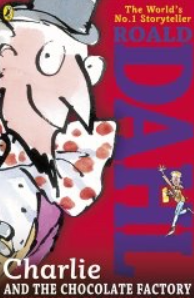 The World's
No.1 Storyteller
ROALD
DAHL
Charlie
AND THE CHOCOLATE FACTORY